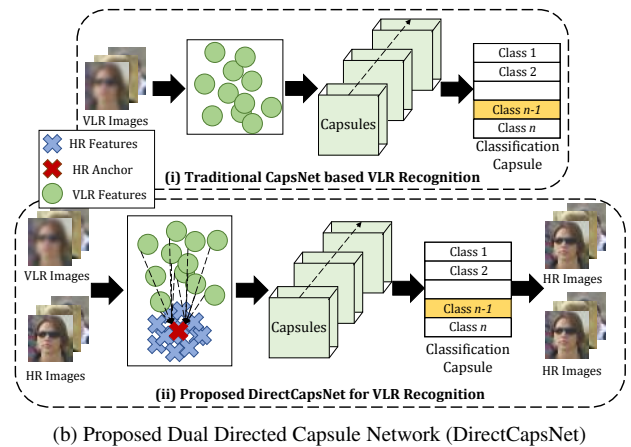 VLR Images
Capsules
Class 1
Class 2
Class n-1
Class n
Classification
Capsule
(i) Traditional CapsNet based VLR Recognition
HR Features
HR Anchor
VLR Features
VLR Images
HR Images
Capsules
Class 1
Class 2
Class n-1
Class n
Classification
Capsule
HR Images
HR Images
(ii) Proposed DirectCapsNet for VLR Recognition
(b) Proposed Dual Directed Capsule Network (DirectCapsNet)